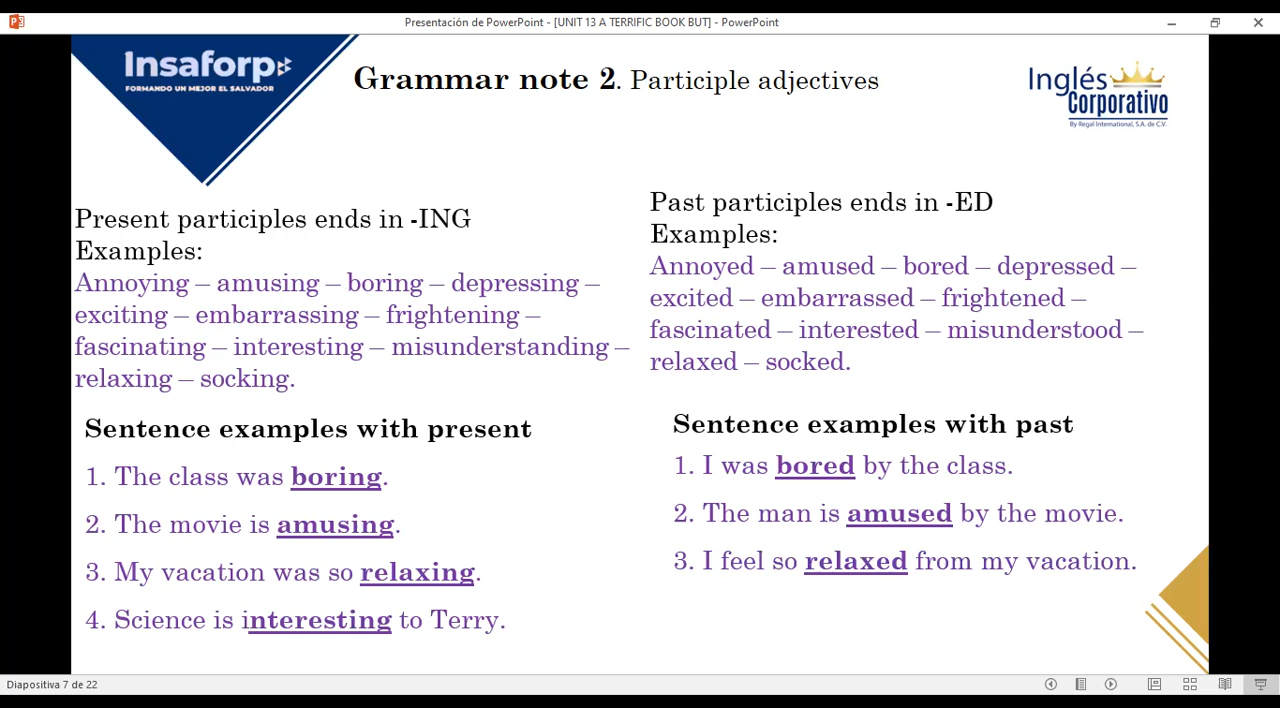 Presentación de PowerPoint - [UNIT 13 A TERRIFIC BOOK BUT] - PowerPoint
Insaforp
FORMANDO UN MEJOR EL SALVADOR
Grammar note 2. Participle adjectives
Inglés
Corporativo
By Regal International, S.A. de C.V.
Present participles ends in -ING
Examples:
Annoying – amusing – boring – depressing –
exciting – embarrassing – frightening –
fascinating – interesting – misunderstanding –
relaxing – socking.
Sentence examples with present
1. The class was boring.
2. The movie is amusing.
3. My vacation was so relaxing.
4. Science is interesting to Terry.
Past participles ends in -ED
Examples:
Annoyed – amused – bored – depressed –
excited – embarrassed – frightened –
fascinated – interested – misunderstood –
relaxed – socked.
Sentence examples with past
1. I was bored by the class.
2. The man is amused by the movie.
3. I feel so relaxed from my vacation.
Diapositiva 7 de 22